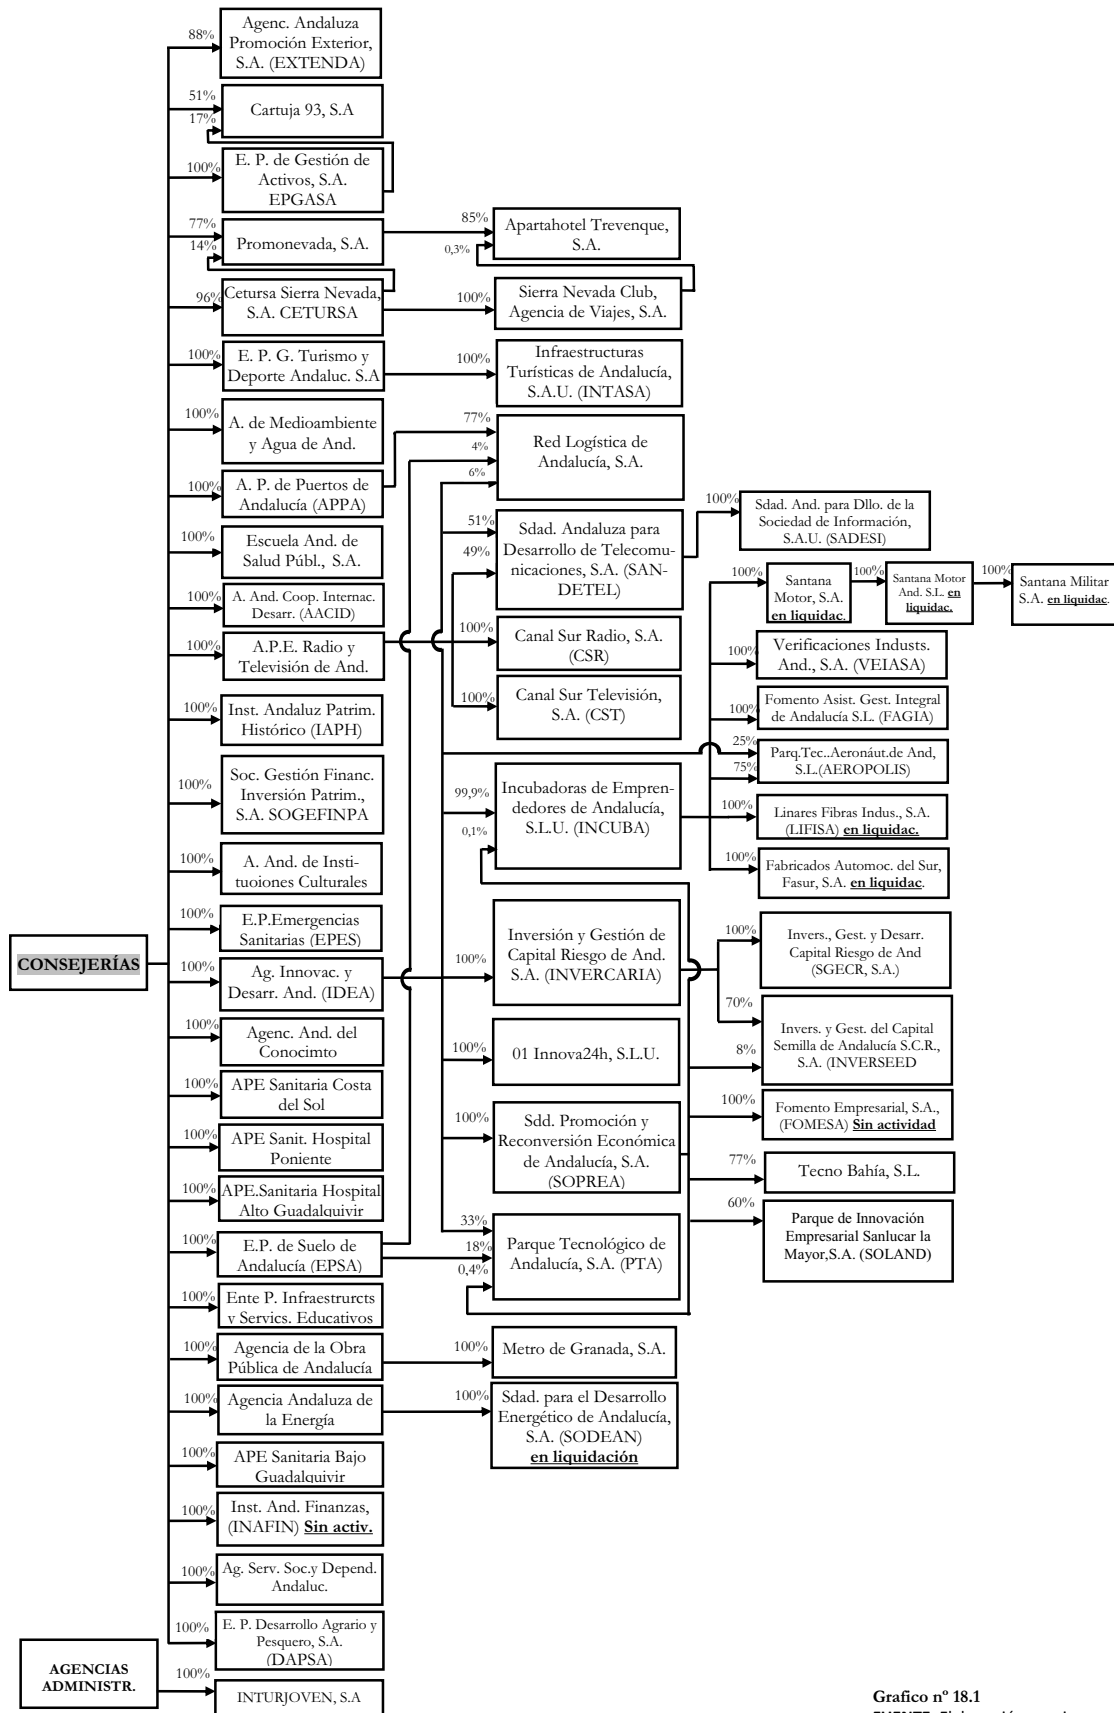 88%
Agenc. Andaluza
Promoción Exterior,
S.A. (EXTENDA)
51%
17%
Cartuja 93, S.A
100%
E. P. de Gestión de
Activos, S.A.
EPGASA
77%
14%
Promonevada, S.A.
85%
0,3%
Apartahotel Trevenque,
S.A.
96%
Cetursa Sierra Nevada,
S.A. CETURSA
100%
Sierra Nevada Club,
Agencia de Viajes, S.A.
100%
E. P. G. Turismo y
Deporte Andaluc. S.A
100%
Infraestructuras
Turísticas de Andalucía,
S.A.U. (INTASA)
100%
A. de Medioambiente
y Agua de And.
77%
4%
6%
Red Logística de
Andalucía, S.A.
100%
A. P. de Puertos de
Andalucía (APPA)
100%
Escuela And. de
Salud Públ., S.A.
51%
49%
Sdad. Andaluza para
Desarrollo de Telecomu-
nicaciones, S.A. (SAN-
DETEL)
100%
Sdad. And. para Dllo. de la
Sociedad de Información,
S.A.U. (SADESI)
100%
Santana
Motor, S.A.
en liquidac.
100%
Santana Motor
And. S.L. en
liquidac.
100%
Santana Militar
S.A. en liquidac.
100%
A. And. Coop. Internac.
Desarr. (AACID)
100%
A.P.E. Radio y
Televisión de And.
100%
Canal Sur Radio, S.A.
(CSR)
100%
Verificaciones Industs.
And., S.A. (VEIASA)
100%
Inst. Andaluz Patrim.
Histórico (IAPH)
100%
Canal Sur Televisión,
S.A. (CST)
100%
Fomento Asist. Gest. Integral
de Andalucía S.L. (FAGIA)
25%
75%
Parq.Tec..Aeronáut.de And,
S.L.(AEROPOLIS)
100%
Soc. Gestión Financ.
Inversión Patrim.,
S.A. SOGEFINPA
99,9%
0,1%
Incubadoras de Empren-
dedores de Andalucía,
S.L.U. (INCUBA)
100%
Linares Fibras Indus., S.A.
(LIFISA) en liquidac.
100%
A. And. de Insti-
tuoiones Culturales
100%
Fabricados Automoc. del Sur,
Fasur, S.A. en liquidac.
100%
E.P.Emergencias
Sanitarias (EPES)
CONSEJERÍAS
100%
Ag. Innovac. y
Desarr. And. (IDEA)
100%
Inversión y Gestión de
Capital Riesgo de And.
S.A. (INVERCARIA)
100%
Invers., Gest. y Desarr.
Capital Riesgo de And
(SGECR, S.A.)
100%
Agenc. And. del
Conocimto
100%
01 Innova24h, S.L.U.
70%
8%
Invers. y Gest. del Capital
Semilla de Andalucía S.C.R.,
S.A. (INVERSEED
100%
APE Sanitaria Costa
del Sol
100%
Sdd. Promoción y
Reconversión Económica
de Andalucía, S.A.
(SOPREA)
100%
Fomento Empresarial, S.A.,
(FOMESA) Sin actividad
100%
APE Sanit. Hospital
Poniente
77%
Tecno Bahía, S.L.
100%
APE.Sanitaria Hospital
Alto Guadalquivir
60%
Parque de Innovación
Empresarial Sanlucar la
Mayor,S.A. (SOLAND)
100%
E.P. de Suelo de
Andalucía (EPSA)
33%
18%
0,4%
Parque Tecnológico de
Andalucía, S.A. (PTA)
100%
Ente P. Infraestrurcts
y Servics. Educativos
100%
Agencia de la Obra
Pública de Andalucía
100%
Metro de Granada, S.A.
100%
Agencia Andaluza de
la Energía
100%
Sdad. para el Desarrollo
Energético de Andalucía,
S.A. (SODEAN)
en liquidación
100%
APE Sanitaria Bajo
Guadalquivir
100%
Inst. And. Finanzas,
(INAFIN) Sin activ.
100%
Ag. Serv. Soc.y Depend.
Andaluc.
100%
E. P. Desarrollo Agrario y
Pesquero, S.A.
(DAPSA)
AGENCIAS
ADMINISTR.
100%
INTURJOVEN, S.A
Grafico nº 18.1